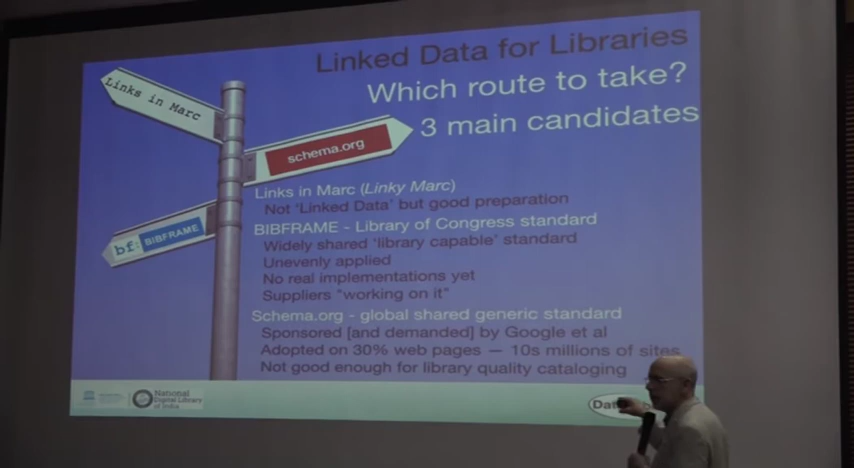 Linked Data for Libraries
Which route to take?
3 main candidates
Links in Marc
schema.org
bf: BIBFRAME
Links in Marc (Linky Marc)
Not 'Linked Data' but good preparation
BIBFRAME - Library of Congress standard
Widely shared 'library capable' standard
Unevenly applied
No real implementations yet
Suppliers "working on it"
Schema.org - global shared generic standard
Sponsored [and demanded] by Google et al
Adopted on 30% web pages — 10s millions of sites
Not good enough for library quality cataloging
National
Digital Library
of India